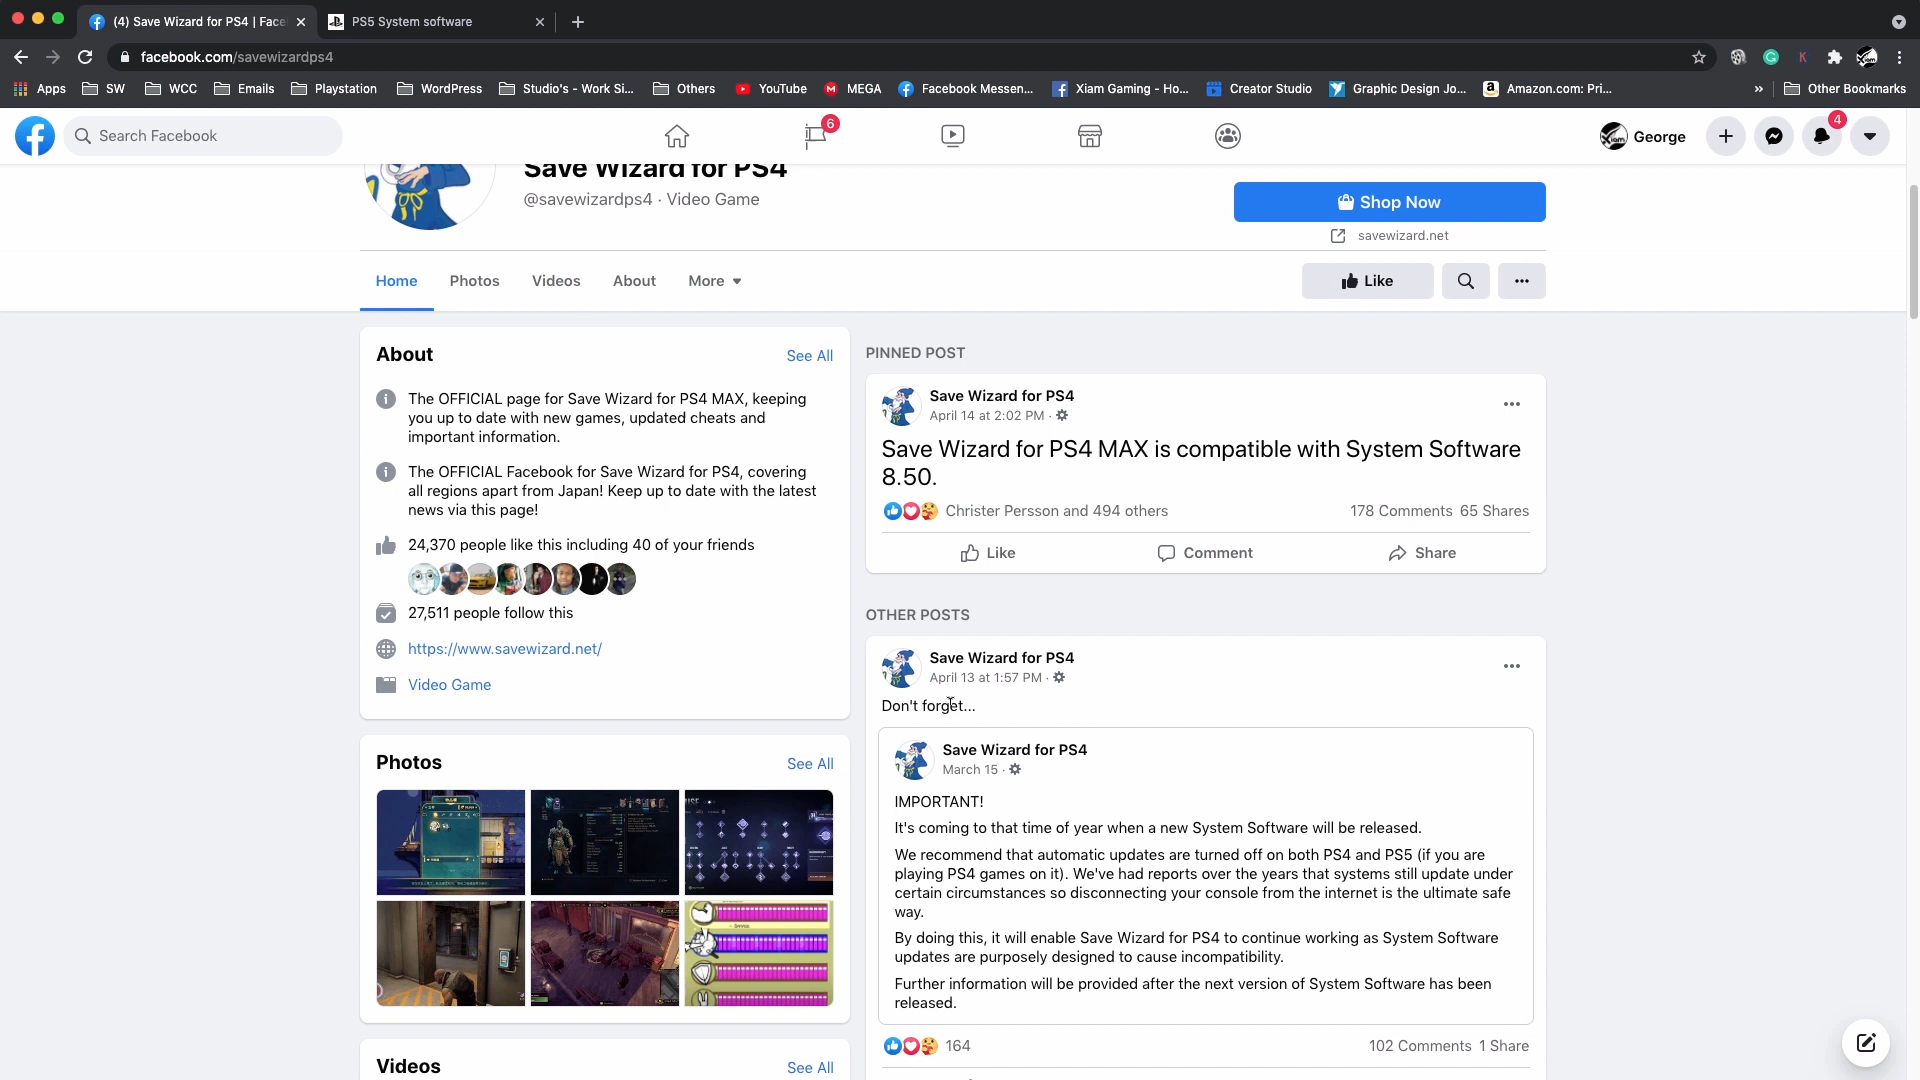 (4) Save Wizard for PS4 | Face
PS5 System software
facebook.com/savewizardps4
Apps
SW
WCC
Emails
Playstation
WordPress
Studio's - Work Si...
Others
YouTube
MEGA
Facebook Messen...
Xiam Gaming - Ho...
Creator Studio
Graphic Design Jo...
Amazon.com: Pri...
»
Other Bookmarks
Search Facebook
6
George
4
Save Wizard for PS4
@savewizardps4 · Video Game
Shop Now
savewizard.net
Home
Photos
Videos
About
More
Like
About
See All
The OFFICIAL page for Save Wizard for PS4 MAX, keeping
you up to date with new games, updated cheats and
important information.
The OFFICIAL Facebook for Save Wizard for PS4, covering
all regions apart from Japan! Keep up to date with the latest
news via this page!
24,370 people like this including 40 of your friends
27,511 people follow this
https://www.savewizard.net/
Video Game
Photos
See All
Videos
See All
PINNED POST
Save Wizard for PS4
April 14 at 2:02 PM ·
Save Wizard for PS4 MAX is compatible with System Software
8.50.
Christer Persson and 494 others
178 Comments 65 Shares
Like
Comment
Share
OTHER POSTS
Save Wizard for PS4
April 13 at 1:57 PM ·
Don't forget...
Save Wizard for PS4
March 15 ·
IMPORTANT!
It's coming to that time of year when a new System Software will be released.
We recommend that automatic updates are turned off on both PS4 and PS5 (if you are
playing PS4 games on it). We've had reports over the years that systems still update under
certain circumstances so disconnecting your console from the internet is the ultimate safe
way.
By doing this, it will enable Save Wizard for PS4 to continue working as System Software
updates are purposely designed to cause incompatibility.
Further information will be provided after the next version of System Software has been
released.
164
102 Comments 1 Share